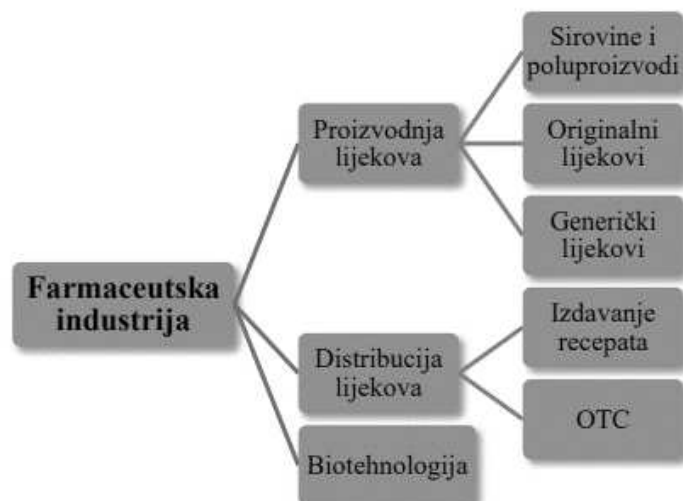 Farmaceutska
industrija
Proizvodnja
lijekova
Sirovine i
poluproizvodi
Originalni
lijekovi
Generički
lijekovi
Distribucija
lijekova
Izdavanje
recepata
OTC
Biotehnologija